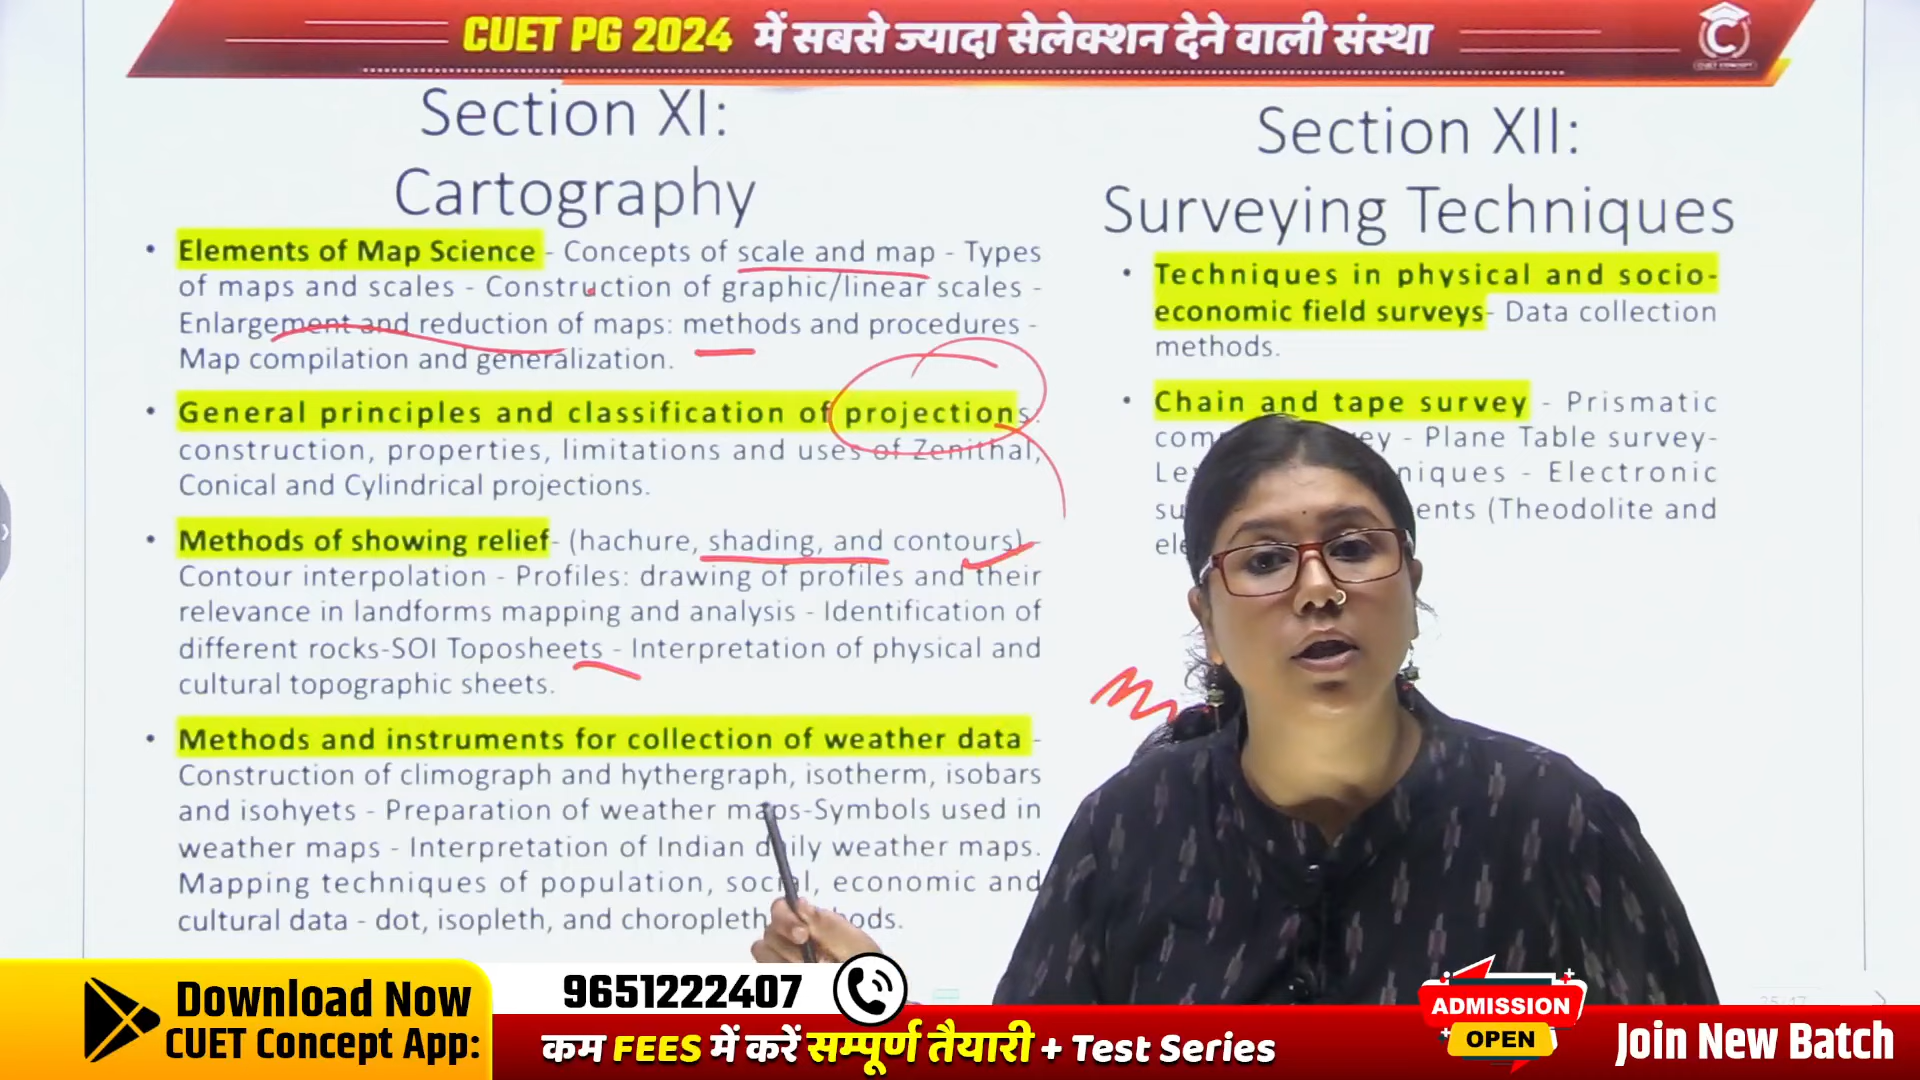 CUET PG 2024 में सबसे ज्यादा सेलेक्शन देने वाली संस्था
C
CUET CONCEPT
Section XI:
Cartography
• Elements of Map Science - Concepts of scale and map - Types
of maps and scales - Construction of graphic/linear scales -
Enlargement and reduction of maps: methods and procedures -
Map compilation and generalization.
• General principles and classification of projections.
construction, properties, limitations and uses of Zenithal,
Conical and Cylindrical projections.
• Methods of showing relief- (hachure, shading, and contours) -
Contour interpolation - Profiles: drawing of profiles and their
relevance in landforms mapping and analysis - Identification of
different rocks-SOI Toposheets - Interpretation of physical and
cultural topographic sheets.
• Methods and instruments for collection of weather data -
Construction of climograph and hythergraph, isotherm, isobars
and isohyets - Preparation of weather maps-Symbols used in
weather maps - Interpretation of Indian daily weather maps.
Mapping techniques of population, social, economic and
cultural data - dot, isopleth, and choropleth
Section XII:
Surveying Techniques
• Techniques in physical and socio-
economic field surveys- Data collection
methods.
• Chain and tape survey - Prismatic
- Plane Table survey-
- Electronic
(Theodolite and
Download Now
CUET Concept App:
9651222407
कम FEES में करें सम्पूर्ण तैयारी + Test Series
ADMISSION
OPEN
Join New Batch